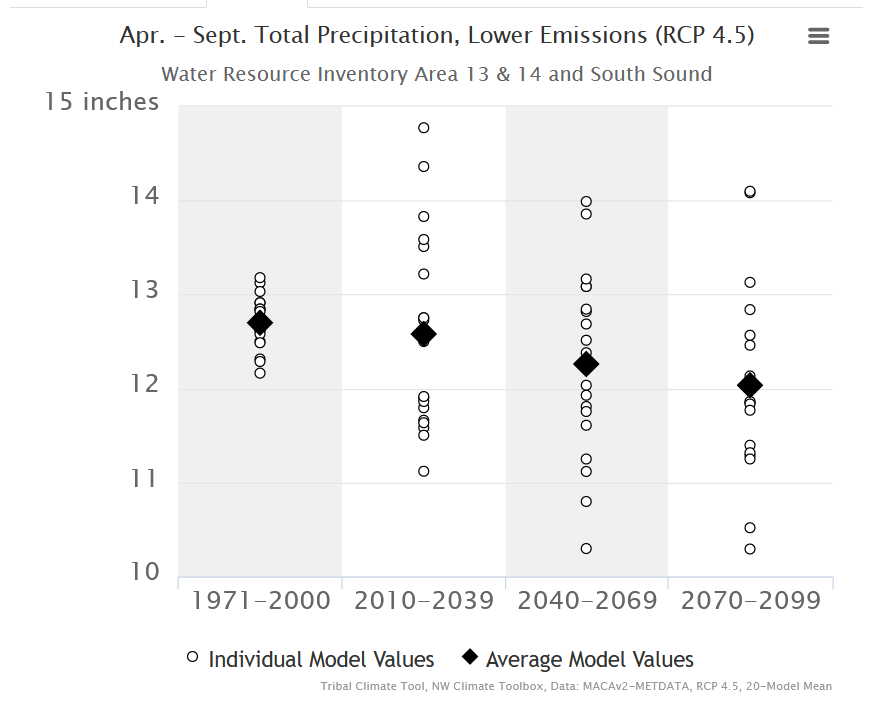 Apr. – Sept. Total Precipitation, Lower Emissions (RCP 4.5)
Water Resource Inventory Area 13 & 14 and South Sound
15 inches
14
13
12
11
10
1971–2000 2010–2039 2040–2069 2070–2099
Individual Model Values Average Model Values
Tribal Climate Tool, NW Climate Toolbox, Data: MACAv2-METDATA, RCP 4.5, 20-Model Mean